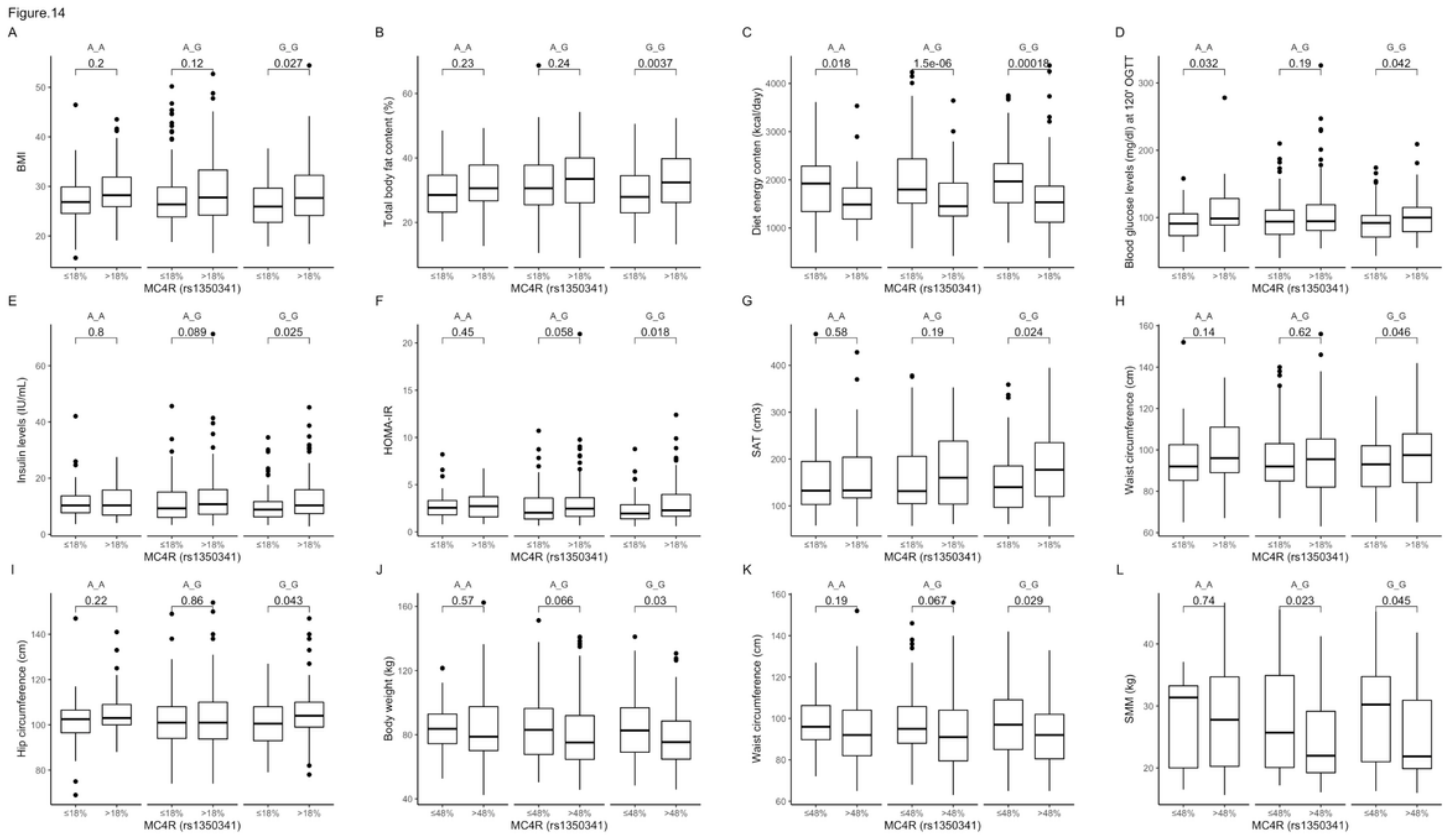 Figure.14
A
A_A
A_G
G_G
0.2
0.12
0.027
BMI
50
40
30
20
≤18%
>18%
≤18%
>18%
≤18%
>18%
MC4R (rs1350341)
B
A_A
A_G
G_G
0.23
0.24
0.0037
Total body fat content (%)
60
40
20
≤18%
>18%
≤18%
>18%
≤18%
>18%
MC4R (rs1350341)
C
A_A
A_G
G_G
0.018
1.5e-06
0.00018
Diet energy conten (kcal/day)
4000
3000
2000
1000
≤18%
>18%
≤18%
>18%
≤18%
>18%
MC4R (rs1350341)
D
A_A
A_G
G_G
0.032
0.19
0.042
Blood glucose levels (mg/dl) at 120' OGTT
300
200
100
≤18%
>18%
≤18%
>18%
≤18%
>18%
MC4R (rs1350341)
E
A_A
A_G
G_G
0.8
0.089
0.025
Insulin levels (IU/mL)
60
40
20
0
≤18%
>18%
≤18%
>18%
≤18%
>18%
MC4R (rs1350341)
F
A_A
A_G
G_G
0.45
0.058
0.018
HOMA-IR
20
15
10
5
0
≤18%
>18%
≤18%
>18%
≤18%
>18%
MC4R (rs1350341)
G
A_A
A_G
G_G
0.58
0.19
0.024
SAT (cm3)
400
300
200
100
≤18%
>18%
≤18%
>18%
≤18%
>18%
MC4R (rs1350341)
H
A_A
A_G
G_G
0.14
0.62
0.046
Waist circumference (cm)
160
140
120
100
80
60
≤18%
>18%
≤18%
>18%
≤18%
>18%
MC4R (rs1350341)
I
A_A
A_G
G_G
0.22
0.86
0.043
Hip circumference (cm)
140
120
100
80
≤18%
>18%
≤18%
>18%
≤18%
>18%
MC4R (rs1350341)
J
A_A
A_G
G_G
0.57
0.066
0.03
Body weight (kg)
160
120
80
40
≤48%
>48%
≤48%
>48%
≤48%
>48%
MC4R (rs1350341)
K
A_A
A_G
G_G
0.19
0.067
0.029
Waist circumference (cm)
160
140
120
100
80
60
≤48%
>48%
≤48%
>48%
≤48%
>48%
MC4R (rs1350341)
L
A_A
A_G
G_G
0.74
0.023
0.045
SMM (kg)
40
30
20
≤48%
>48%
≤48%
>48%
≤48%
>48%
MC4R (rs1350341)